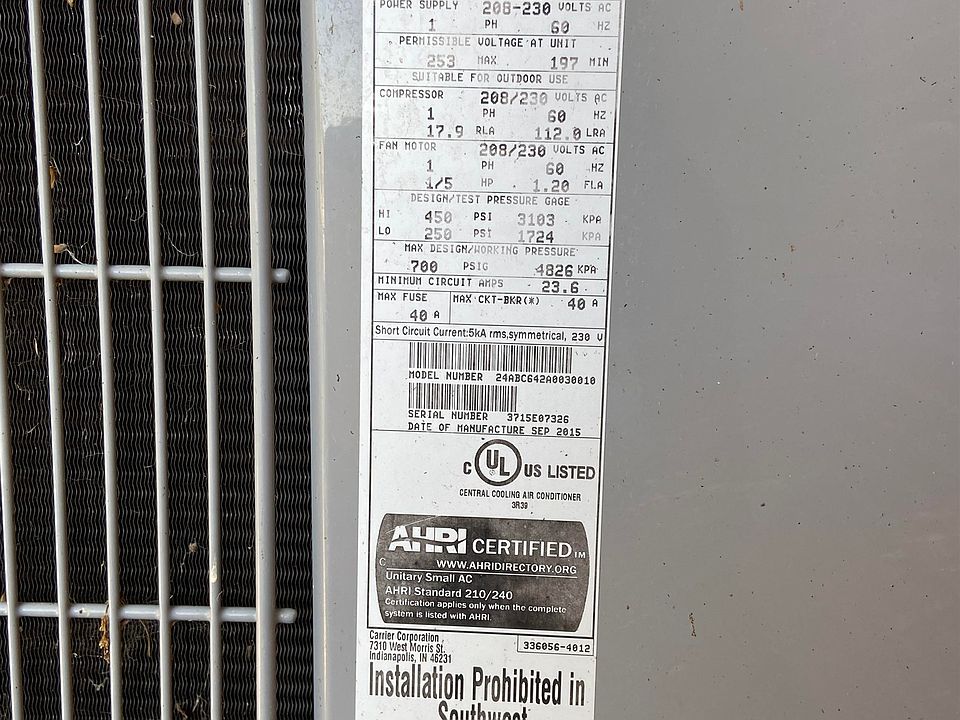 POWER SUPPLY 208-230 VOLTS AC
1 PH 60 HZ
PERMISSIBLE VOLTAGE AT UNIT
253 MAX 197 MIN
SUITABLE FOR OUTDOOR USE
COMPRESSOR 208/230 VOLTS AC
1 PH 60 HZ
17.9 RLA 112.0 LRA
FAN MOTOR 208/230 VOLTS AC
1 PH 60 HZ
1/5 HP 1.20 FLA
DESIGN/TEST PRESSURE GAGE
HI 450 PSI 3103 KPA
LO 250 PSI 1724 KPA
MAX DESIGN/WORKING PRESSURE
700 PSIG 4826 KPA
MINIMUM CIRCUIT AMPS 23.6
MAX FUSE MAX CKT-BKR(*) 40 A
40 A
Short Circuit Current:5kA rms,symmetrical, 230 V
MODEL NUMBER 24ABC642A0030010
SERIAL NUMBER 3715E07326
DATE OF MANUFACTURE SEP 2015
C UL US LISTED
CENTRAL COOLING AIR CONDITIONER
3R39
AHRI CERTIFIED TM
WWW.AHRIDIRECTORY.ORG
Unitary Small AC
AHRI Standard 210/240
Certification applies only when the complete
system is listed with AHRI.
Carrier Corporation
7310 West Morris St.
Indianapolis, IN 46231
336056-4012
Installation Prohibited in
Southwest